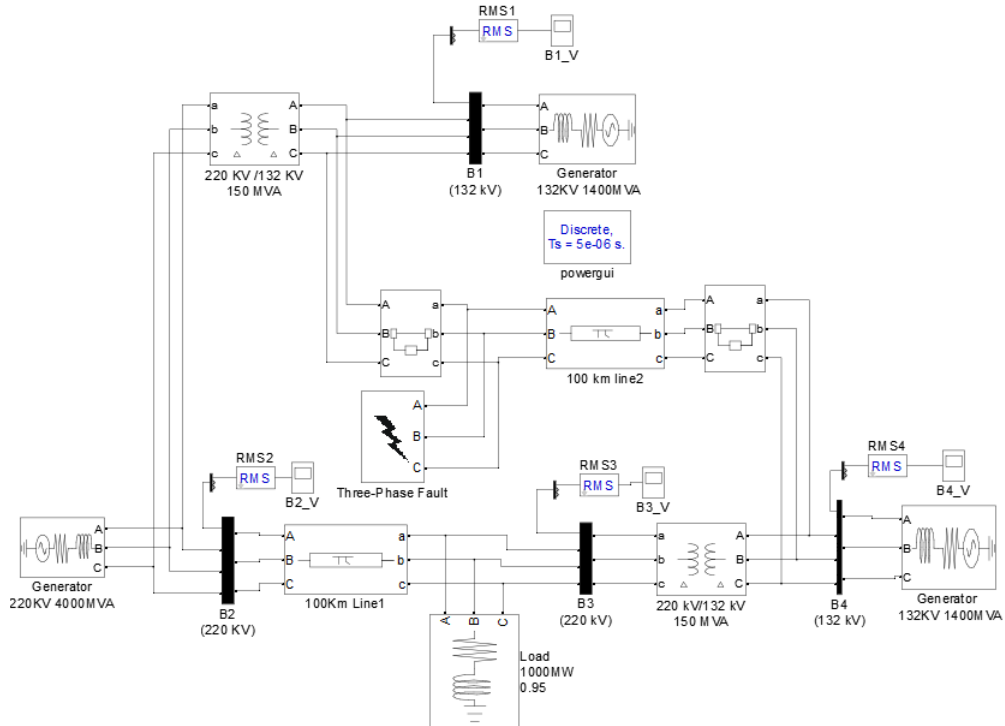 RMS1
RMS
B1_V
a
b
c
A
B
C
220 KV /132 KV
150 MVA
B1
(132 kV)
A
B
C
Generator
132KV 1400MVA
Discrete,
Ts = 5e-06 s.
powergui
A
B
C
a
b
c
A
B
C
a
b
c
100 km line2
A
B
C
a
b
c
A
B
C
Three-Phase Fault
RMS2
RMS
B2_V
RMS3
RMS
B3_V
RMS4
RMS
B4_V
A
B
C
Generator
220KV 4000MVA
B2
(220 KV)
A
B
C
a
b
c
100Km Line1
A
B
C
Load
1000MW
0.95
B3
(220 kV)
a
b
c
A
B
C
220 kV/132 kV
150 MVA
B4
(132 kV)
A
B
C
Generator
132KV 1400MVA